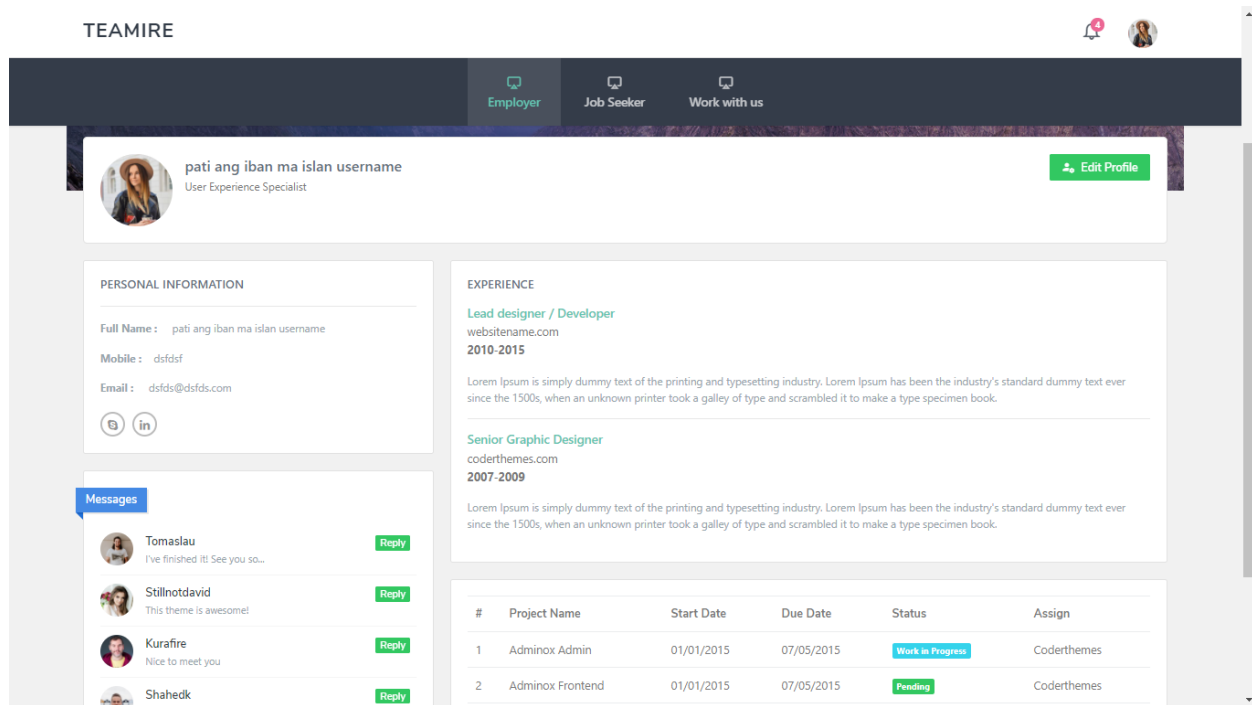 TEAMIRE
4
Employer
Job Seeker
Work with us
pati ang iban ma islan username
User Experience Specialist
Edit Profile
PERSONAL INFORMATION
Full Name : pati ang iban ma islan username
Mobile : dsfdsf
Email : dsfds@dsfds.com
in
Messages
Tomaslau
Reply
I've finished it! See you so...
Stillnotdavid
Reply
This theme is awesome!
Kurafire
Reply
Nice to meet you
Shahedk
Reply
EXPERIENCE
Lead designer / Developer
websitename.com
2010-2015
Lorem Ipsum is simply dummy text of the printing and typesetting industry. Lorem Ipsum has been the industry's standard dummy text ever
since the 1500s, when an unknown printer took a galley of type and scrambled it to make a type specimen book.
Senior Graphic Designer
coderthemes.com
2007-2009
Lorem Ipsum is simply dummy text of the printing and typesetting industry. Lorem Ipsum has been the industry's standard dummy text ever
since the 1500s, when an unknown printer took a galley of type and scrambled it to make a type specimen book.
# Project Name Start Date Due Date Status Assign
1 Adminox Admin 01/01/2015 07/05/2015 Work in Progress Coderthemes
2 Adminox Frontend 01/01/2015 07/05/2015 Pending Coderthemes